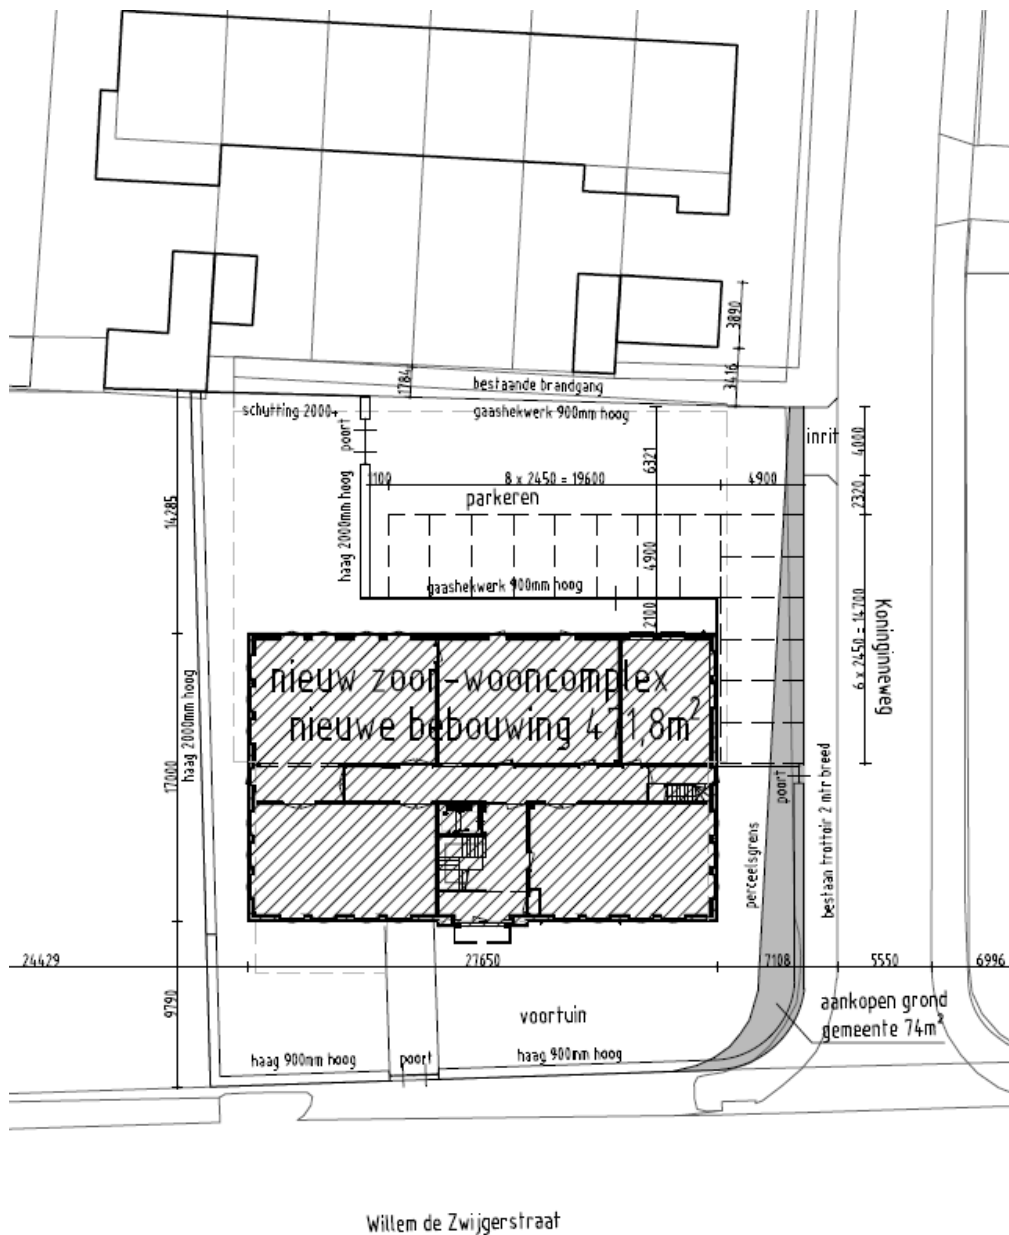 3890
3416
1784
bestaande brandgang
schutting 2000+
gaashekwerk 900mm hoog
poort
inrit
4000
6321
1100
8 x 2450 = 19600
4900
2320
parkeren
14285
haag 2000mm hoog
4900
gaashekwerk 900mm hoog
2100
Koninginneweg
6 x 2450 = 14700
nieuw zoon-wooncomplex
nieuwe bebouwing 471,8m²
haag 2000mm hoog
17000
poort
bestaan trottoir 2 mtr breed
perceelsgrens
24429
27650
7108
5550
6996
9790
voortuin
aankopen grond
gemeente 74m²
haag 900mm hoog
poort
haag 900mm hoog
Willem de Zwijgerstraat